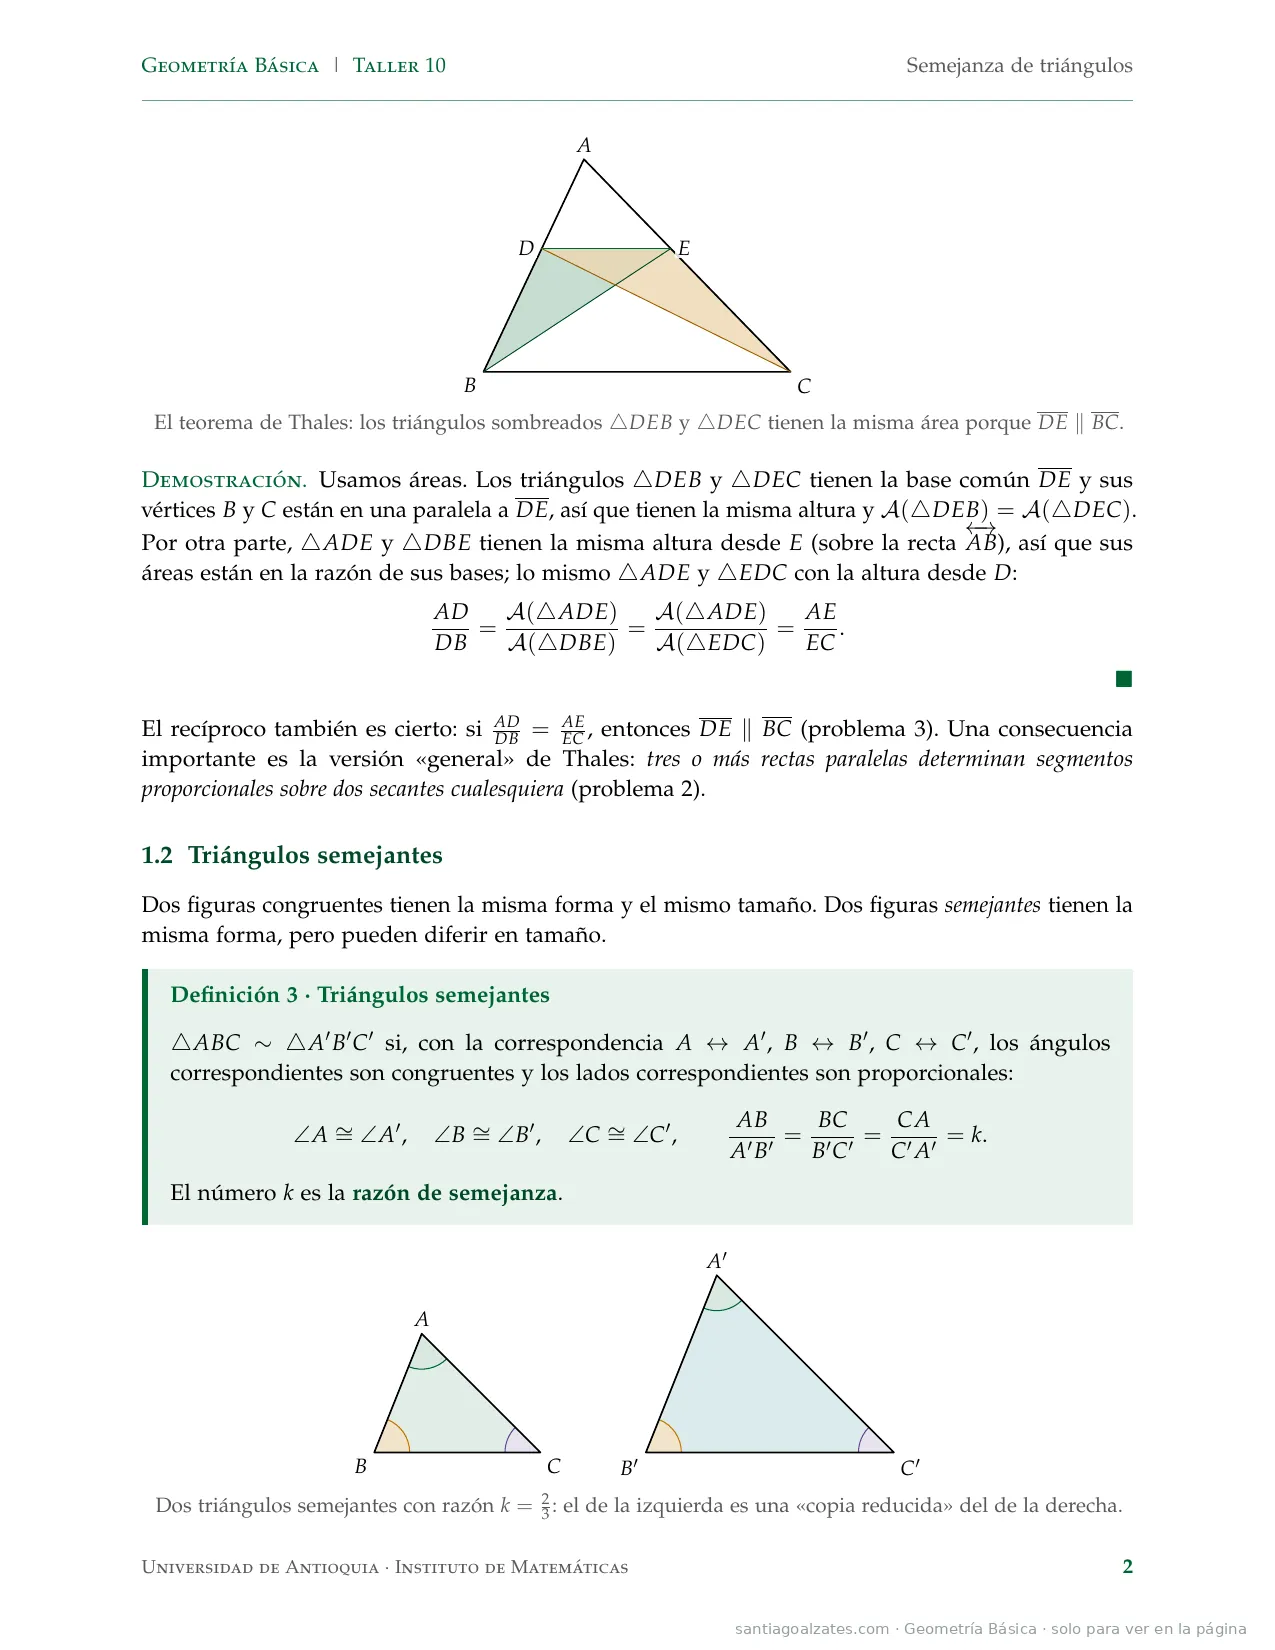 Geometría Básica | Taller 10
Semejanza de triángulos
A
D
E
B
C
El teorema de Thales: los triángulos sombreados △DEB y △DEC tienen la misma área porque D̅E̅ ∥ B̅C̅.
Demostración. Usamos áreas. Los triángulos △DEB y △DEC tienen la base común D̅E̅ y sus
vértices B y C están en una paralela a D̅E̅, así que tienen la misma altura y 𝒜(△DEB) = 𝒜(△DEC).
Por otra parte, △ADE y △DBE tienen la misma altura desde E (sobre la recta A⃡B), así que sus
áreas están en la razón de sus bases; lo mismo △ADE y △EDC con la altura desde D:
AD/DB = 𝒜(△ADE)/𝒜(△DBE) = 𝒜(△ADE)/𝒜(△EDC) = AE/EC.
■
El recíproco también es cierto: si AD/DB = AE/EC, entonces D̅E̅ ∥ B̅C̅ (problema 3). Una consecuencia
importante es la versión «general» de Thales: tres o más rectas paralelas determinan segmentos
proporcionales sobre dos secantes cualesquiera (problema 2).
1.2 Triángulos semejantes
Dos figuras congruentes tienen la misma forma y el mismo tamaño. Dos figuras semejantes tienen la
misma forma, pero pueden diferir en tamaño.
Definición 3 · Triángulos semejantes
△ABC ∼ △A′B′C′ si, con la correspondencia A ↔ A′, B ↔ B′, C ↔ C′, los ángulos
correspondientes son congruentes y los lados correspondientes son proporcionales:
∠A ≅ ∠A′, ∠B ≅ ∠B′, ∠C ≅ ∠C′, AB/A′B′ = BC/B′C′ = CA/C′A′ = k.
El número k es la razón de semejanza.
A
B
C
A′
B′
C′
Dos triángulos semejantes con razón k = 2/3: el de la izquierda es una «copia reducida» del de la derecha.
Universidad de Antioquia · Instituto de Matemáticas
2
santiagoalzates.com · Geometría Básica · solo para ver en la página